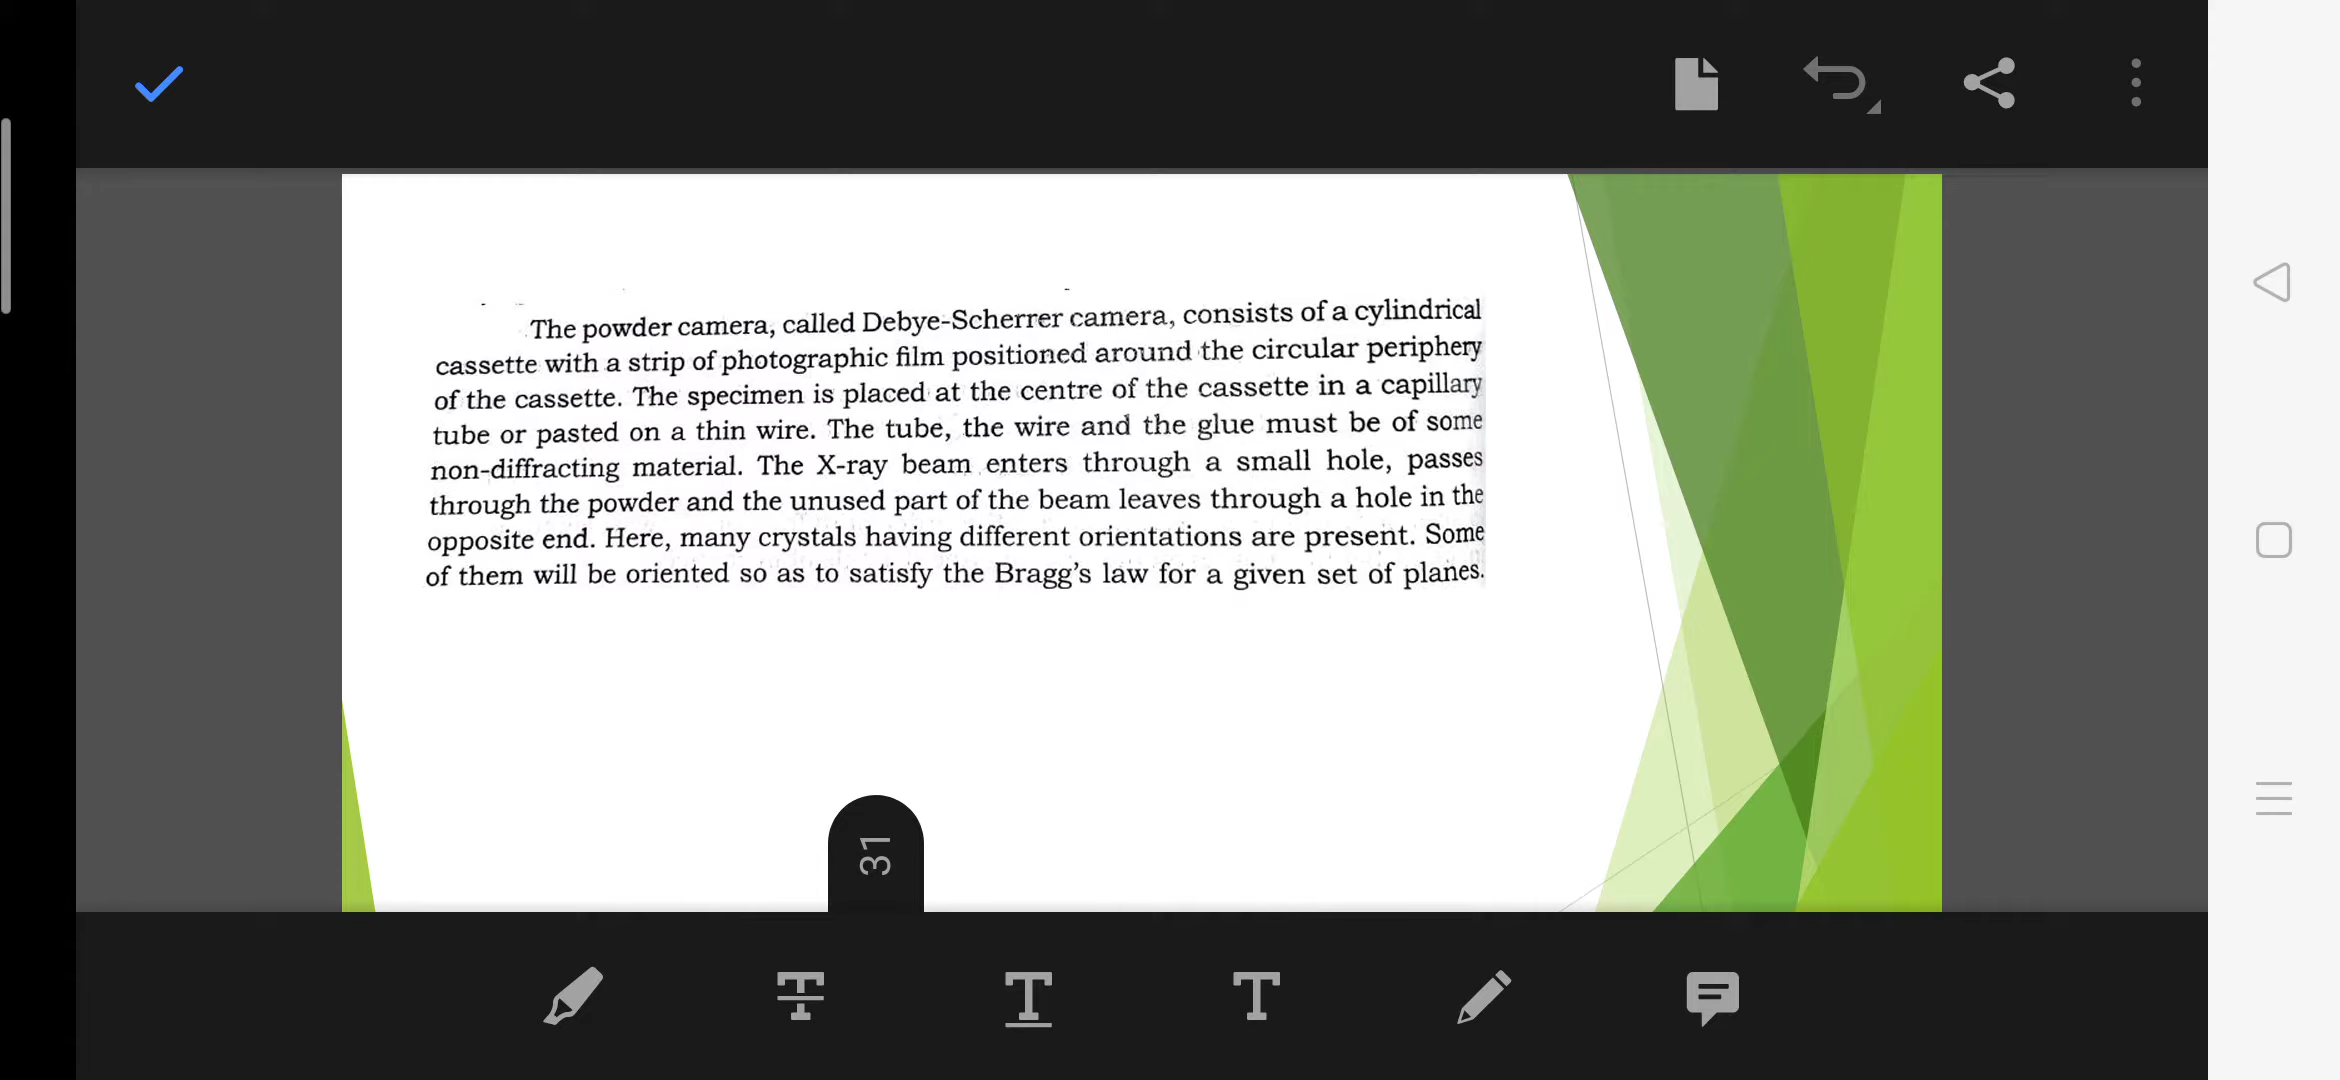 The powder camera, called Debye-Scherrer camera, consists of a cylindrical
cassette with a strip of photographic film positioned around the circular periphery
of the cassette. The specimen is placed at the centre of the cassette in a capillary
tube or pasted on a thin wire. The tube, the wire and the glue must be of some
non-diffracting material. The X-ray beam enters through a small hole, passes
through the powder and the unused part of the beam leaves through a hole in the
opposite end. Here, many crystals having different orientations are present. Some
of them will be oriented so as to satisfy the Bragg's law for a given set of planes.
31